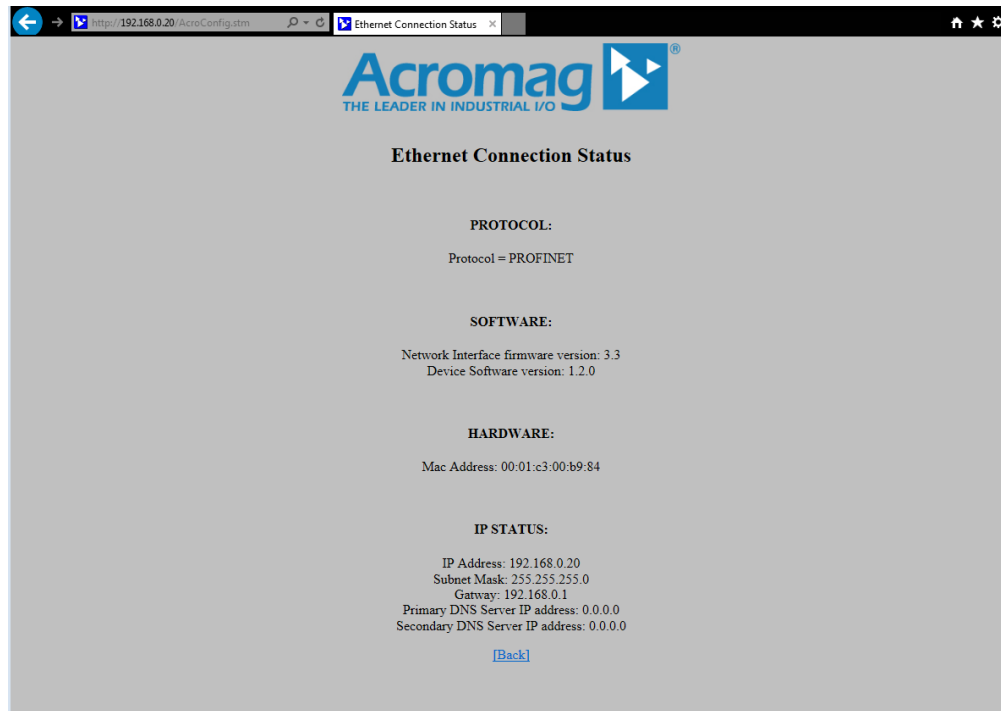 http://192.168.0.20/AcroConfig.stm
Ethernet Connection Status
Acromag®
THE LEADER IN INDUSTRIAL I/O
Ethernet Connection Status
PROTOCOL:
Protocol = PROFINET
SOFTWARE:
Network Interface firmware version: 3.3
Device Software version: 1.2.0
HARDWARE:
Mac Address: 00:01:c3:00:b9:84
IP STATUS:
IP Address: 192.168.0.20
Subnet Mask: 255.255.255.0
Gatway: 192.168.0.1
Primary DNS Server IP address: 0.0.0.0
Secondary DNS Server IP address: 0.0.0.0
[Back]